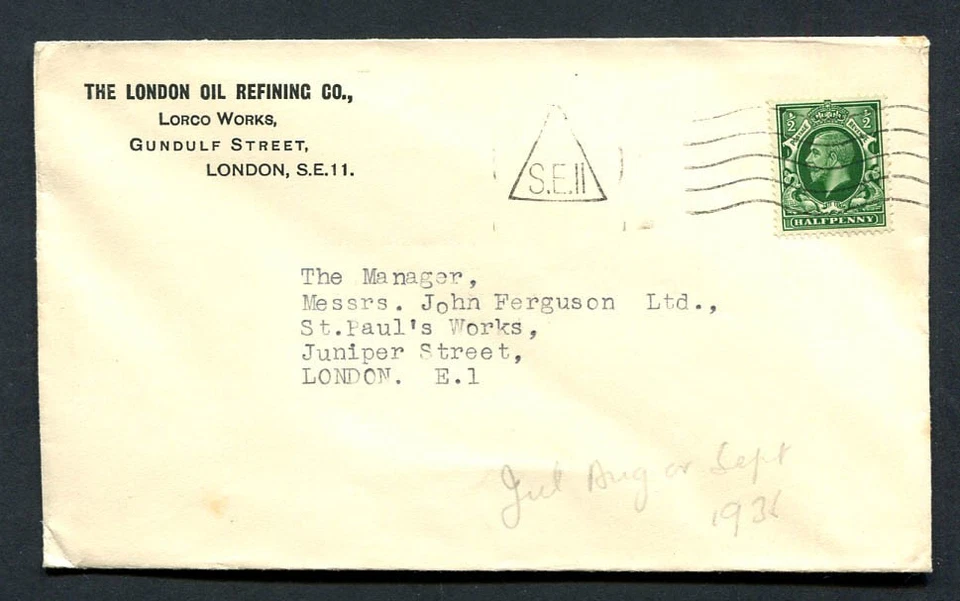 THE LONDON OIL REFINING CO.,
LORCO WORKS,
GUNDULF STREET,
LONDON, S.E.11.
S.E.11
½ ½
HALFPENNY
The Manager,
Messrs. John Ferguson Ltd.,
St.Paul's Works,
Juniper Street,
LONDON. E.1
Jul Aug or Sept